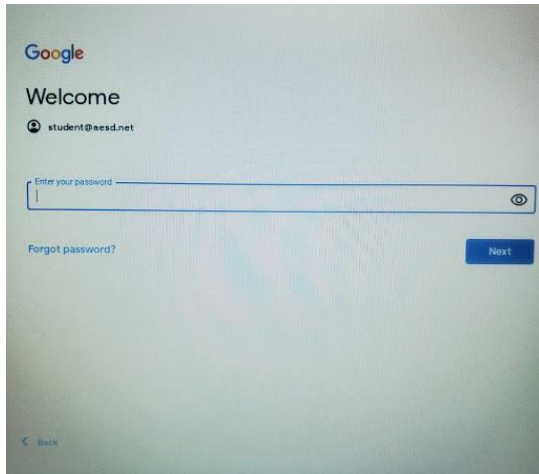 Google
Welcome
student@aesd.net
Enter your password
Forgot password?
Next
Back